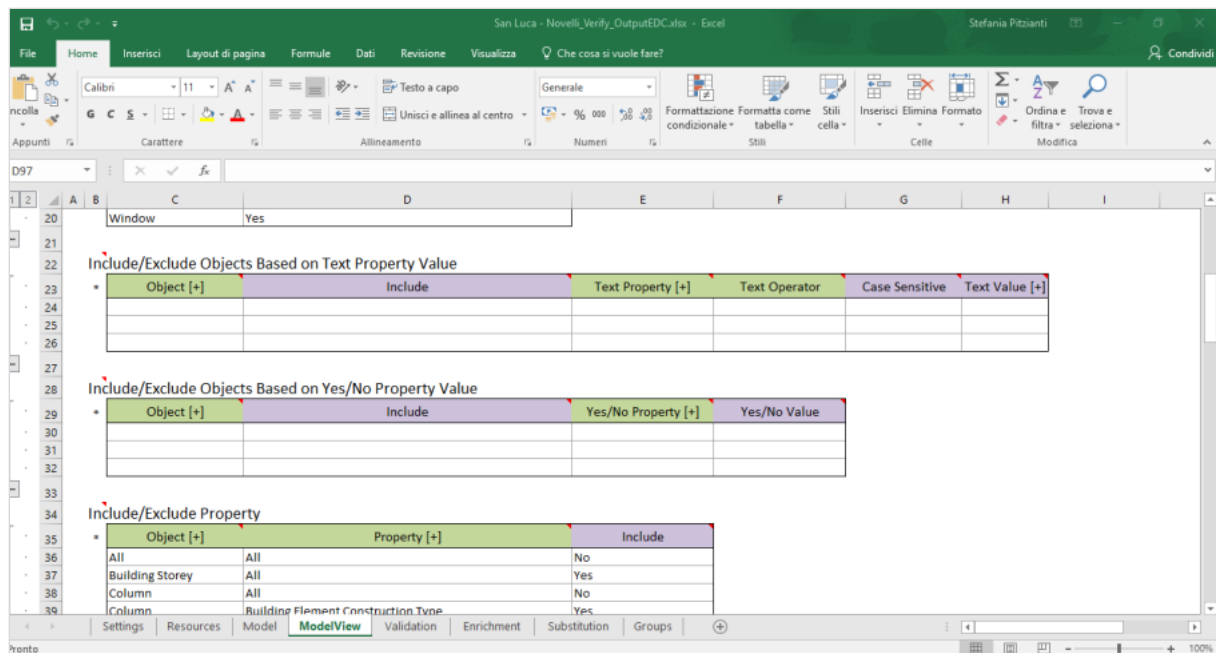 San Luca - Novelli_Verify_OutputEDC.xlsx - Excel
Stefania Pitzianti
File Home Inserisci Layout di pagina Formule Dati Revisione Visualizza Che cosa si vuole fare? Condividi
ncolla
Calibri 11 A A
G C S A
Testo a capo
Unisci e allinea al centro
Generale
% 000
Formattazione condizionale
Formatta come tabella
Stili cella
Inserisci Elimina Formato
Ordina e filtra
Trova e seleziona
Appunti Carattere Allineamento Numeri Stili Celle Modifica
D97 fx
1 2 A B C D E F G H I
20 Window Yes
21
22 Include/Exclude Objects Based on Text Property Value
23 * Object [+] Include Text Property [+] Text Operator Case Sensitive Text Value [+]
24
25
26
27
28 Include/Exclude Objects Based on Yes/No Property Value
29 * Object [+] Include Yes/No Property [+] Yes/No Value
30
31
32
33
34 Include/Exclude Property
35 * Object [+] Property [+] Include
36 All All No
37 Building Storey All Yes
38 Column All No
39 Column Building Element Construction Type Yes
Settings Resources Model ModelView Validation Enrichment Substitution Groups
Pronto 100%